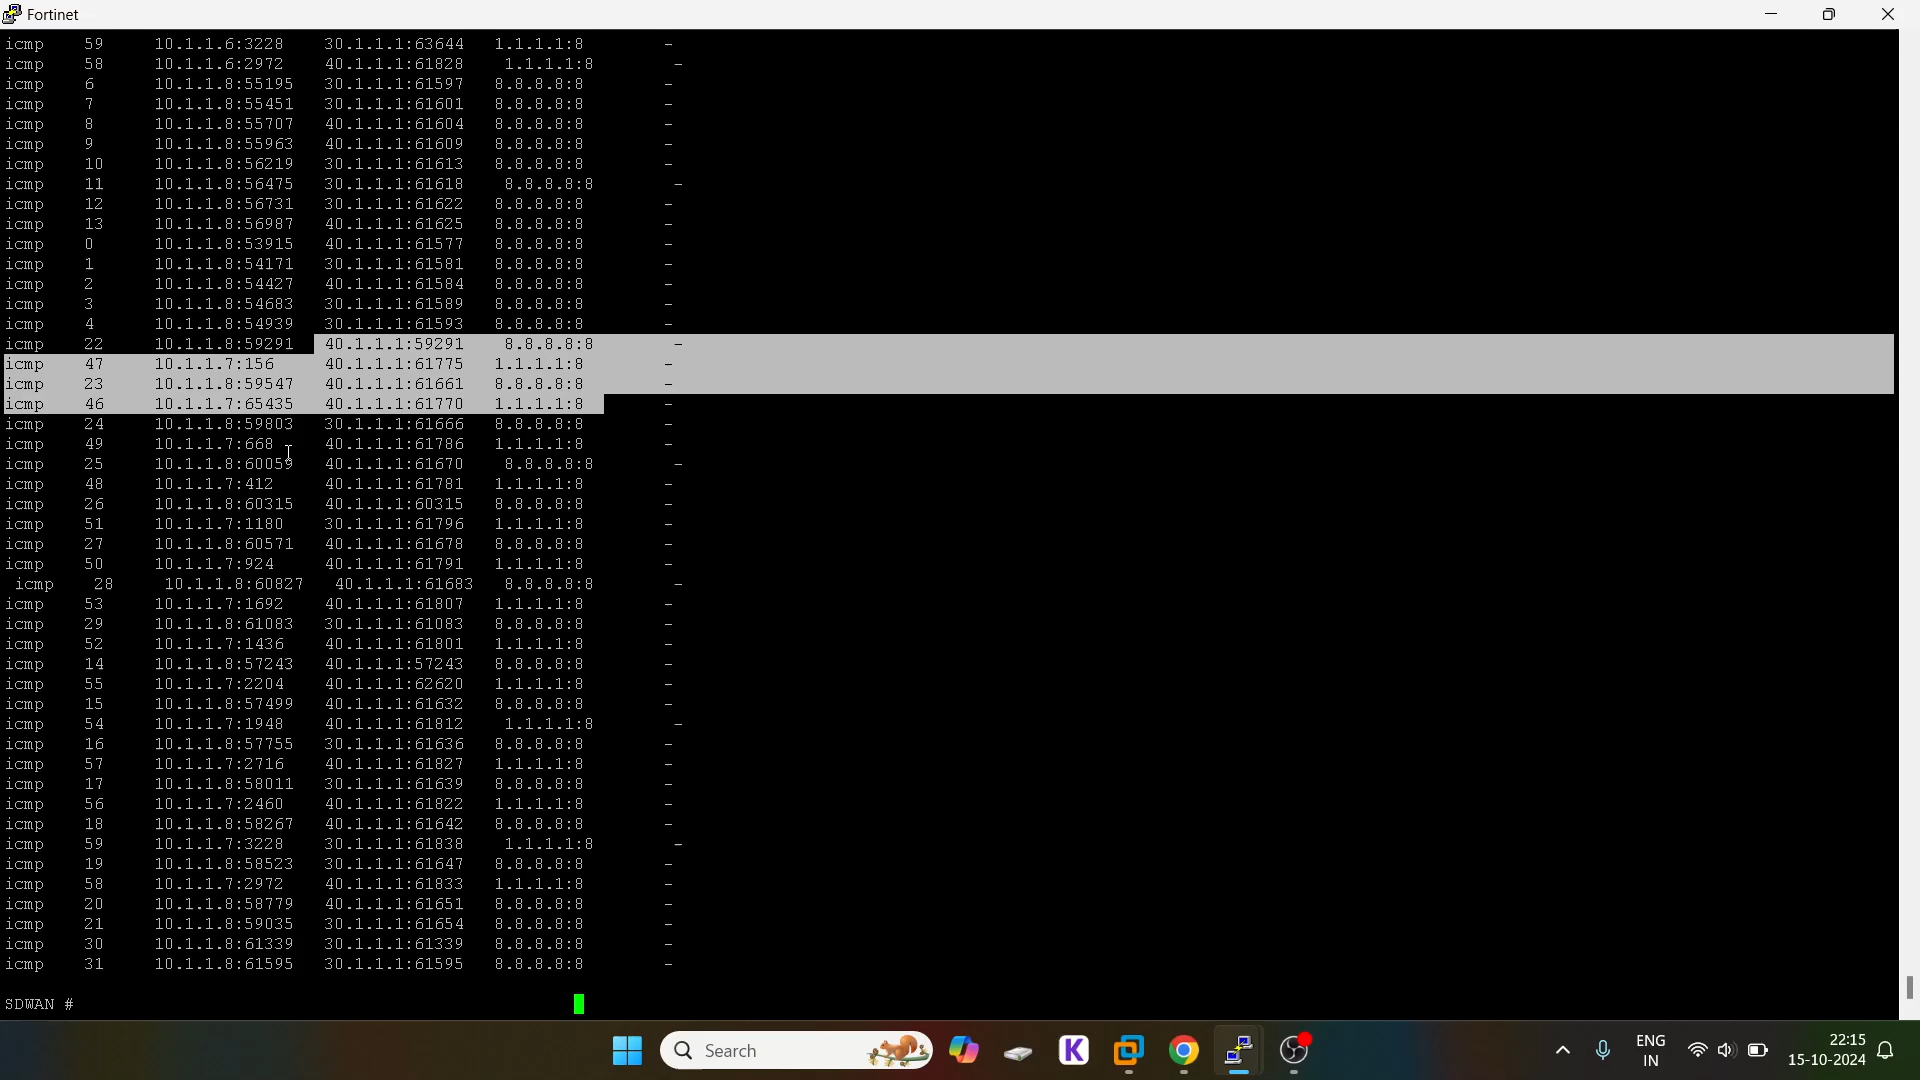 Fortinet
icmp 59 10.1.1.6:3228 30.1.1.1:63644 1.1.1.1:8 -
icmp 58 10.1.1.6:2972 40.1.1.1:61828 1.1.1.1:8 -
icmp 6 10.1.1.8:55195 30.1.1.1:61597 8.8.8.8:8 -
icmp 7 10.1.1.8:55451 30.1.1.1:61601 8.8.8.8:8 -
icmp 8 10.1.1.8:55707 40.1.1.1:61604 8.8.8.8:8 -
icmp 9 10.1.1.8:55963 40.1.1.1:61609 8.8.8.8:8 -
icmp 10 10.1.1.8:56219 30.1.1.1:61613 8.8.8.8:8 -
icmp 11 10.1.1.8:56475 30.1.1.1:61618 8.8.8.8:8 -
icmp 12 10.1.1.8:56731 30.1.1.1:61622 8.8.8.8:8 -
icmp 13 10.1.1.8:56987 40.1.1.1:61625 8.8.8.8:8 -
icmp 0 10.1.1.8:53915 40.1.1.1:61577 8.8.8.8:8 -
icmp 1 10.1.1.8:54171 30.1.1.1:61581 8.8.8.8:8 -
icmp 2 10.1.1.8:54427 40.1.1.1:61584 8.8.8.8:8 -
icmp 3 10.1.1.8:54683 30.1.1.1:61589 8.8.8.8:8 -
icmp 4 10.1.1.8:54939 30.1.1.1:61593 8.8.8.8:8 -
icmp 22 10.1.1.8:59291 40.1.1.1:59291 8.8.8.8:8 -
icmp 47 10.1.1.7:156 40.1.1.1:61775 1.1.1.1:8 -
icmp 23 10.1.1.8:59547 40.1.1.1:61661 8.8.8.8:8 -
icmp 46 10.1.1.7:65435 40.1.1.1:61770 1.1.1.1:8 -
icmp 24 10.1.1.8:59803 30.1.1.1:61666 8.8.8.8:8 -
icmp 49 10.1.1.7:668 40.1.1.1:61786 1.1.1.1:8 -
icmp 25 10.1.1.8:60059 40.1.1.1:61670 8.8.8.8:8 -
icmp 48 10.1.1.7:412 40.1.1.1:61781 1.1.1.1:8 -
icmp 26 10.1.1.8:60315 40.1.1.1:60315 8.8.8.8:8 -
icmp 51 10.1.1.7:1180 30.1.1.1:61796 1.1.1.1:8 -
icmp 27 10.1.1.8:60571 40.1.1.1:61678 8.8.8.8:8 -
icmp 50 10.1.1.7:924 40.1.1.1:61791 1.1.1.1:8 -
icmp 28 10.1.1.8:60827 40.1.1.1:61683 8.8.8.8:8 -
icmp 53 10.1.1.7:1692 40.1.1.1:61807 1.1.1.1:8 -
icmp 29 10.1.1.8:61083 30.1.1.1:61083 8.8.8.8:8 -
icmp 52 10.1.1.7:1436 40.1.1.1:61801 1.1.1.1:8 -
icmp 14 10.1.1.8:57243 40.1.1.1:57243 8.8.8.8:8 -
icmp 55 10.1.1.7:2204 40.1.1.1:62620 1.1.1.1:8 -
icmp 15 10.1.1.8:57499 40.1.1.1:61632 8.8.8.8:8 -
icmp 54 10.1.1.7:1948 40.1.1.1:61812 1.1.1.1:8 -
icmp 16 10.1.1.8:57755 30.1.1.1:61636 8.8.8.8:8 -
icmp 57 10.1.1.7:2716 40.1.1.1:61827 1.1.1.1:8 -
icmp 17 10.1.1.8:58011 30.1.1.1:61639 8.8.8.8:8 -
icmp 56 10.1.1.7:2460 40.1.1.1:61822 1.1.1.1:8 -
icmp 18 10.1.1.8:58267 40.1.1.1:61642 8.8.8.8:8 -
icmp 59 10.1.1.7:3228 30.1.1.1:61838 1.1.1.1:8 -
icmp 19 10.1.1.8:58523 30.1.1.1:61647 8.8.8.8:8 -
icmp 58 10.1.1.7:2972 40.1.1.1:61833 1.1.1.1:8 -
icmp 20 10.1.1.8:58779 40.1.1.1:61651 8.8.8.8:8 -
icmp 21 10.1.1.8:59035 30.1.1.1:61654 8.8.8.8:8 -
icmp 30 10.1.1.8:61339 30.1.1.1:61339 8.8.8.8:8 -
icmp 31 10.1.1.8:61595 30.1.1.1:61595 8.8.8.8:8 -
SDWAN #
Search
K
ENG
IN
22:15
15-10-2024